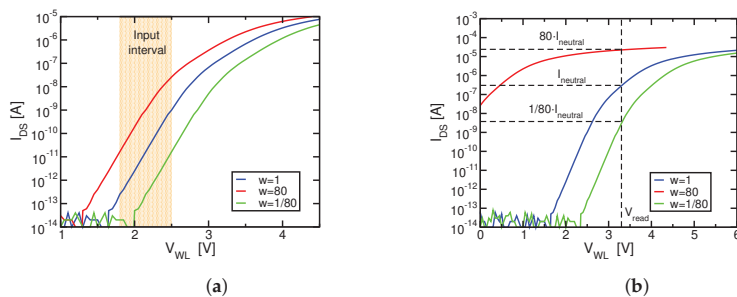 10⁻⁵
10⁻⁶
10⁻⁷
10⁻⁸
10⁻⁹
10⁻¹⁰
10⁻¹¹
10⁻¹²
10⁻¹³
10⁻¹⁴
I_DS [A]
Input
interval
w=1
w=80
w=1/80
1 2 3 4
V_WL [V]
(a)
10⁻³
10⁻⁴
10⁻⁵
10⁻⁶
10⁻⁷
10⁻⁸
10⁻⁹
10⁻¹⁰
10⁻¹¹
10⁻¹²
10⁻¹³
10⁻¹⁴
I_DS [A]
80·I_neutral
I_neutral
1/80·I_neutral
w=1
w=80
w=1/80
V_read
0 1 2 3 4 5 6
V_WL [V]
(b)